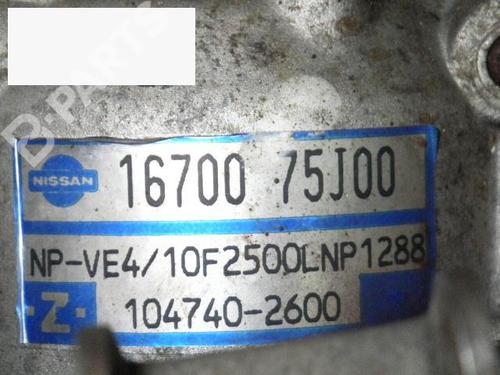 B-PARTS
NISSAN
16700 75J00
NP-VE4/10F2500LNP1288
-Z- 104740-2600